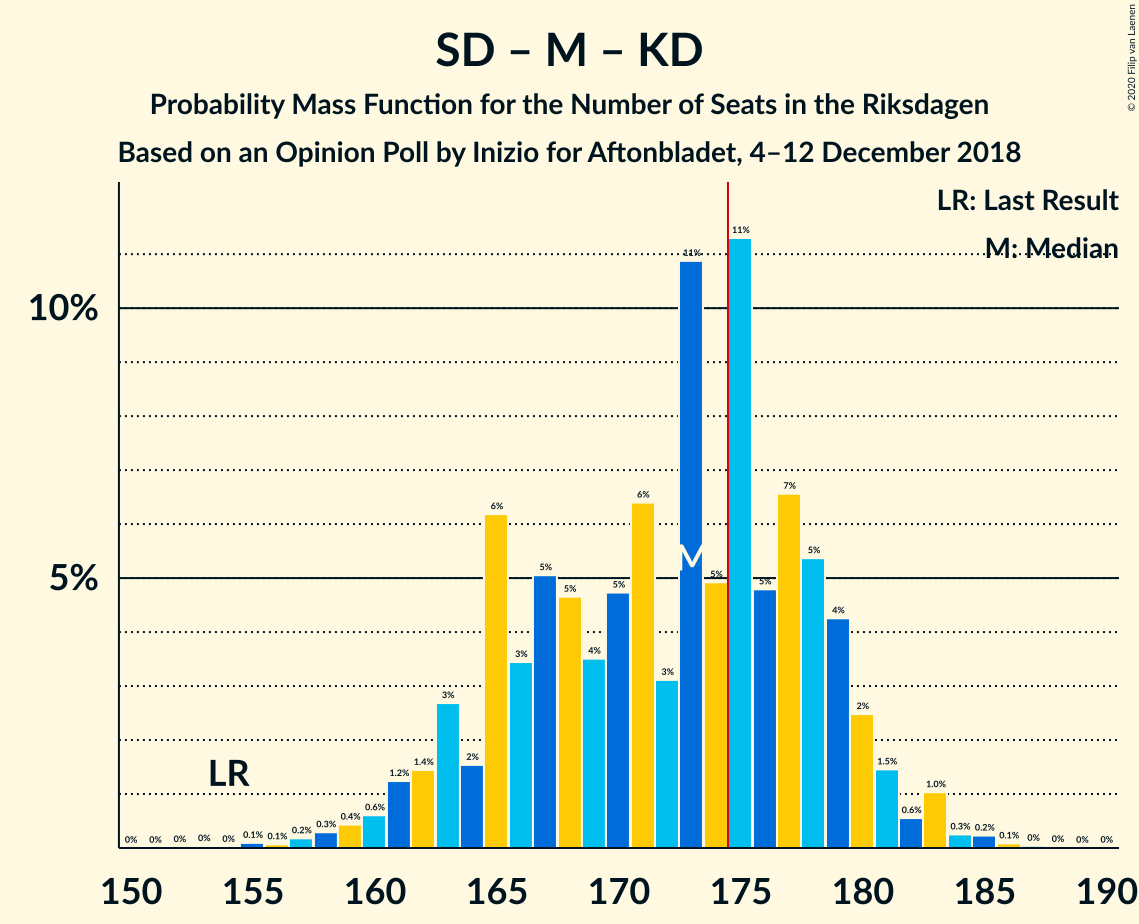 SD – M – KD
Probability Mass Function for the Number of Seats in the Riksdagen
Based on an Opinion Poll by Inizio for Aftonbladet, 4–12 December 2018
© 2020 Filip van Laenen
LR: Last Result
M: Median
10%
5%
LR
M
0% 0% 0% 0% 0% 0.1% 0.1% 0.2% 0.3% 0.4% 0.6% 1.2% 1.4% 3% 2% 6% 3% 5% 5% 4% 5% 6% 3% 11% 5% 11% 5% 7% 5% 4% 2% 1.5% 0.6% 1.0% 0.3% 0.2% 0.1% 0% 0% 0% 0%
150 155 160 165 170 175 180 185 190